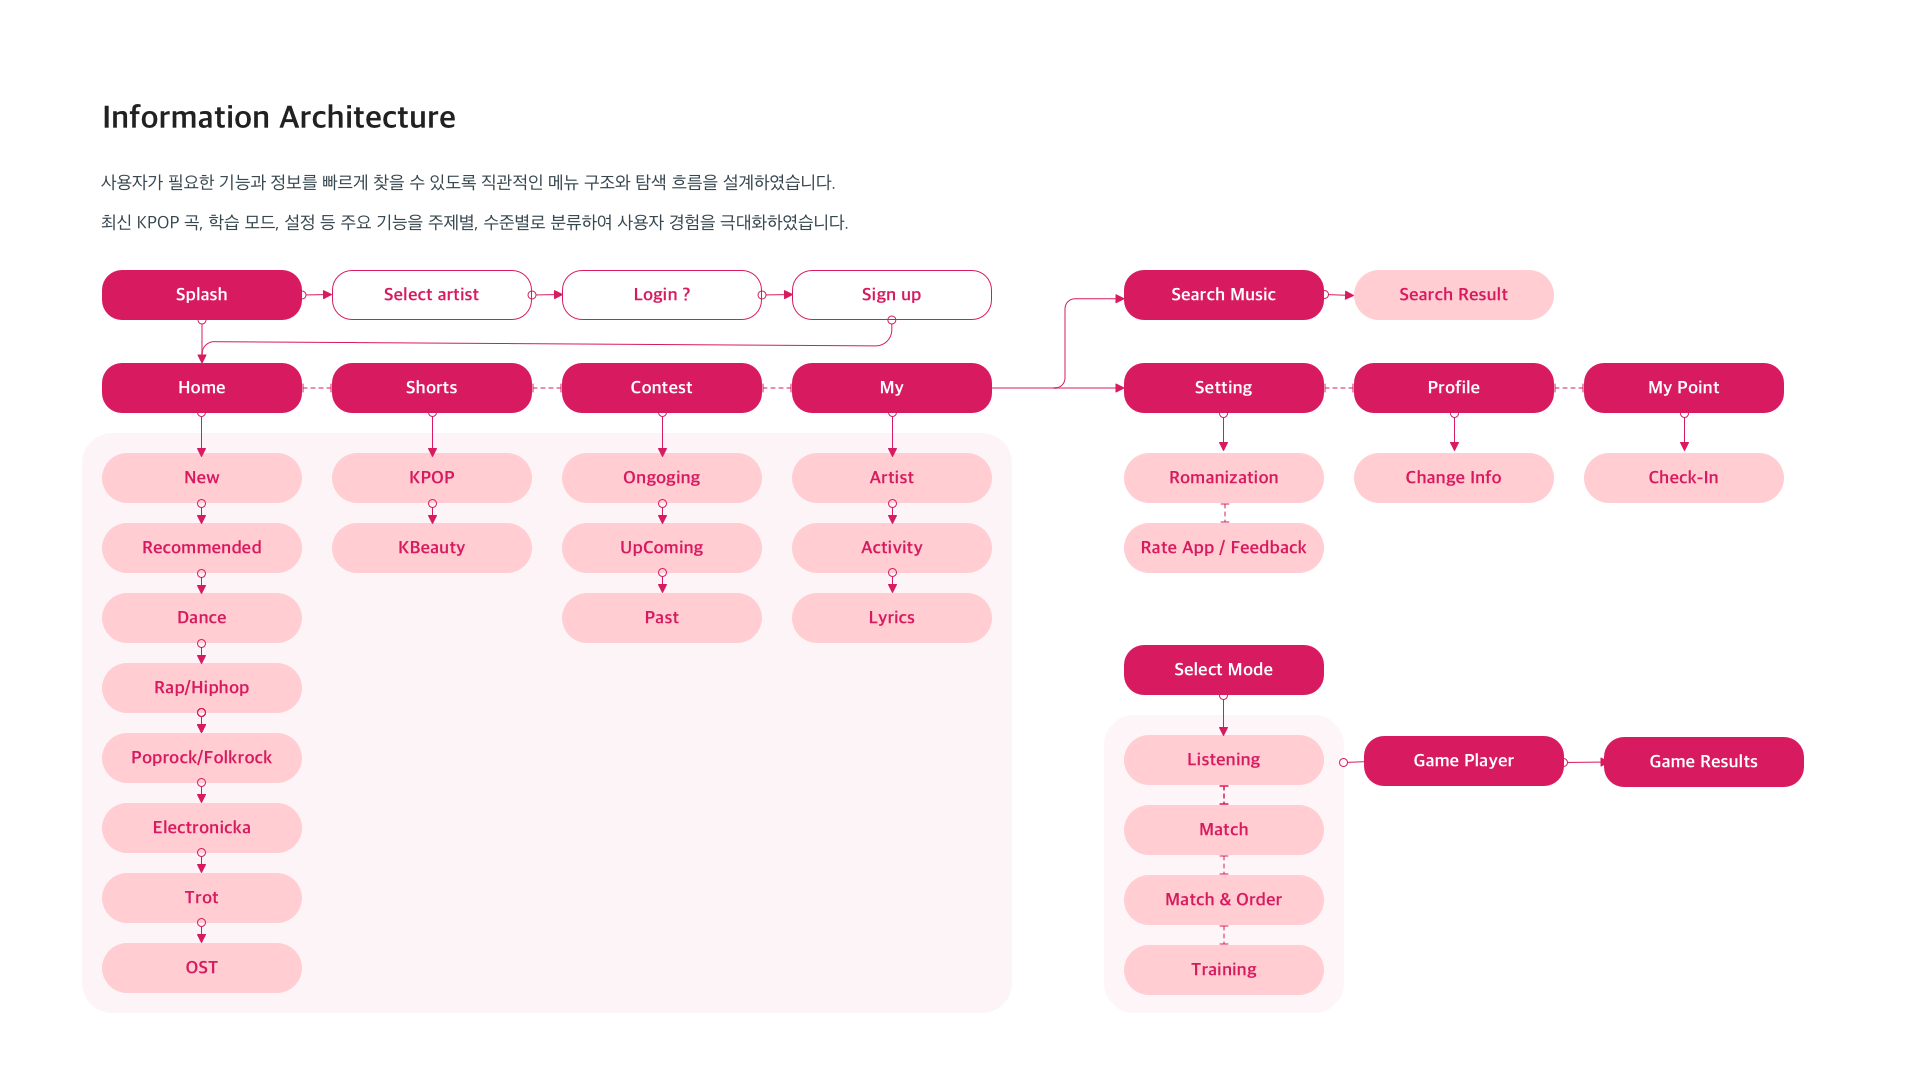 Information Architecture
사용자가 필요한 기능과 정보를 빠르게 찾을 수 있도록 직관적인 메뉴 구조와 탐색 흐름을 설계하였습니다.
최신 KPOP 곡, 학습 모드, 설정 등 주요 기능을 주제별, 수준별로 분류하여 사용자 경험을 극대화하였습니다.
Splash
Select artist
Login ?
Sign up
Search Music
Search Result
Home
Shorts
Contest
My
Setting
Profile
My Point
New
KPOP
Ongoging
Artist
Romanization
Change Info
Check-In
Recommended
KBeauty
UpComing
Activity
Rate App / Feedback
Dance
Past
Lyrics
Rap/Hiphop
Select Mode
Poprock/Folkrock
Listening
Game Player
Game Results
Electronicka
Match
Trot
Match & Order
OST
Training